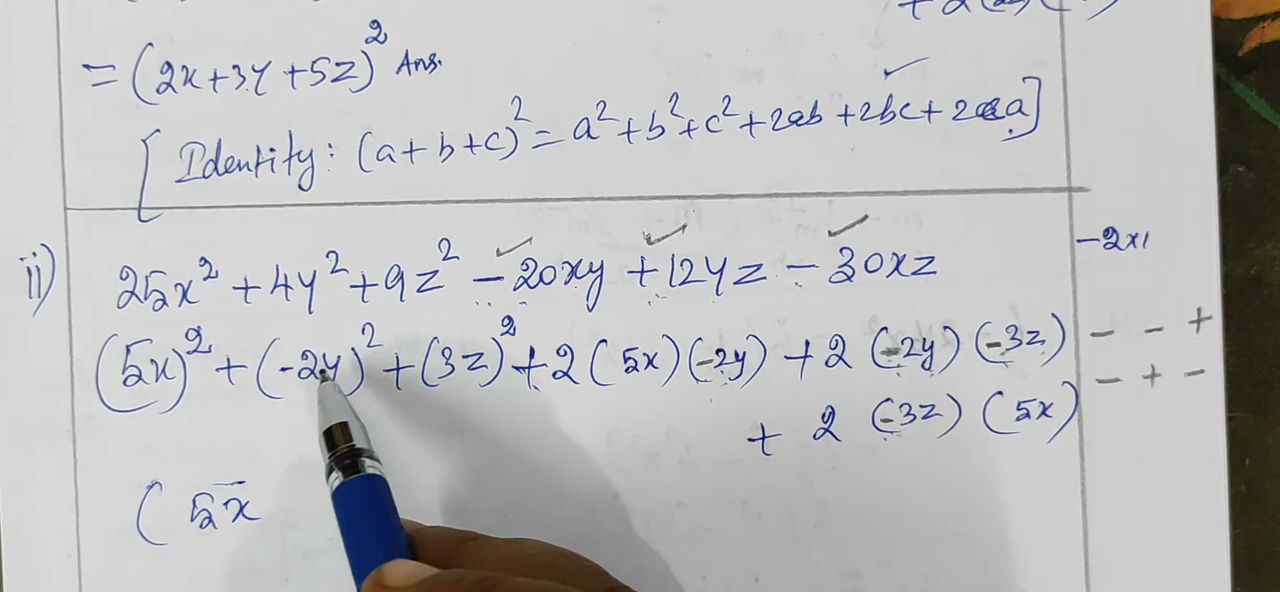 = (2x+3y+5z)² Ans.
[Identity: (a+b+c)² = a²+b²+c²+2ab+2bc+2ca]
ii) 25x²+4y²+9z²-20xy+12yz-30xz
-2x1
(5x)²+(-2y)²+(3z)²+2(5x)(-2y)+2(-2y)(-3z)
- - +
+ 2 (-3z) (5x)
- + -
( 5x